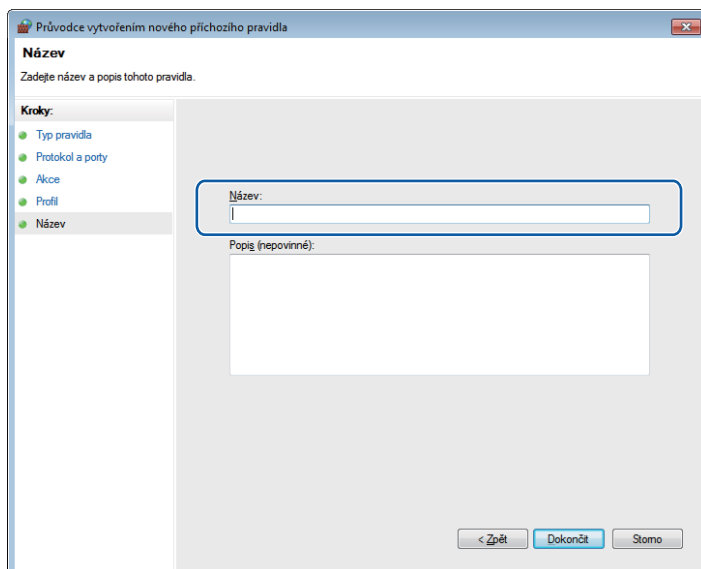 Průvodce vytvořením nového příchozího pravidla
Název
Zadejte název a popis tohoto pravidla.
Kroky:
Typ pravidla
Protokol a porty
Akce
Profil
Název
Název:
Popis (nepovinné):
< Zpět
Dokončit
Storno